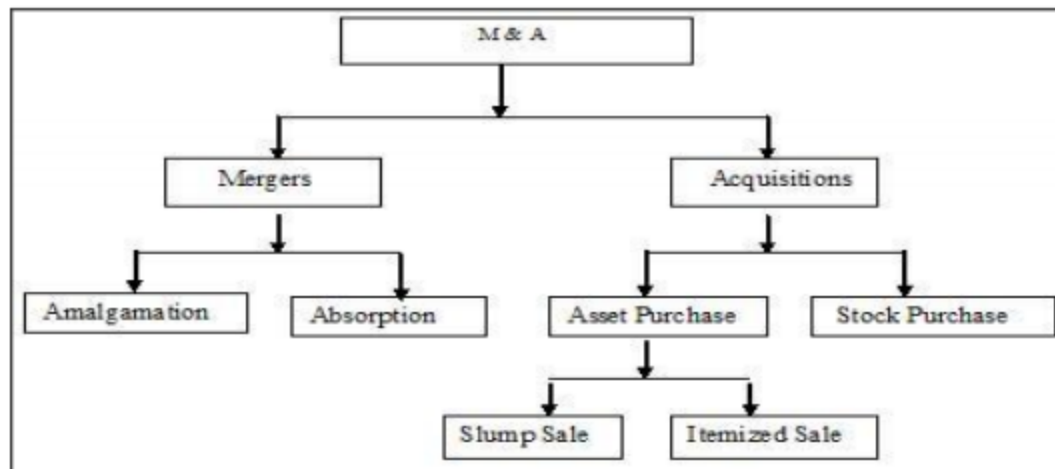 M & A
Mergers
Acquisitions
Amalgamation
Absorption
Asset Purchase
Stock Purchase
Slump Sale
Itemized Sale